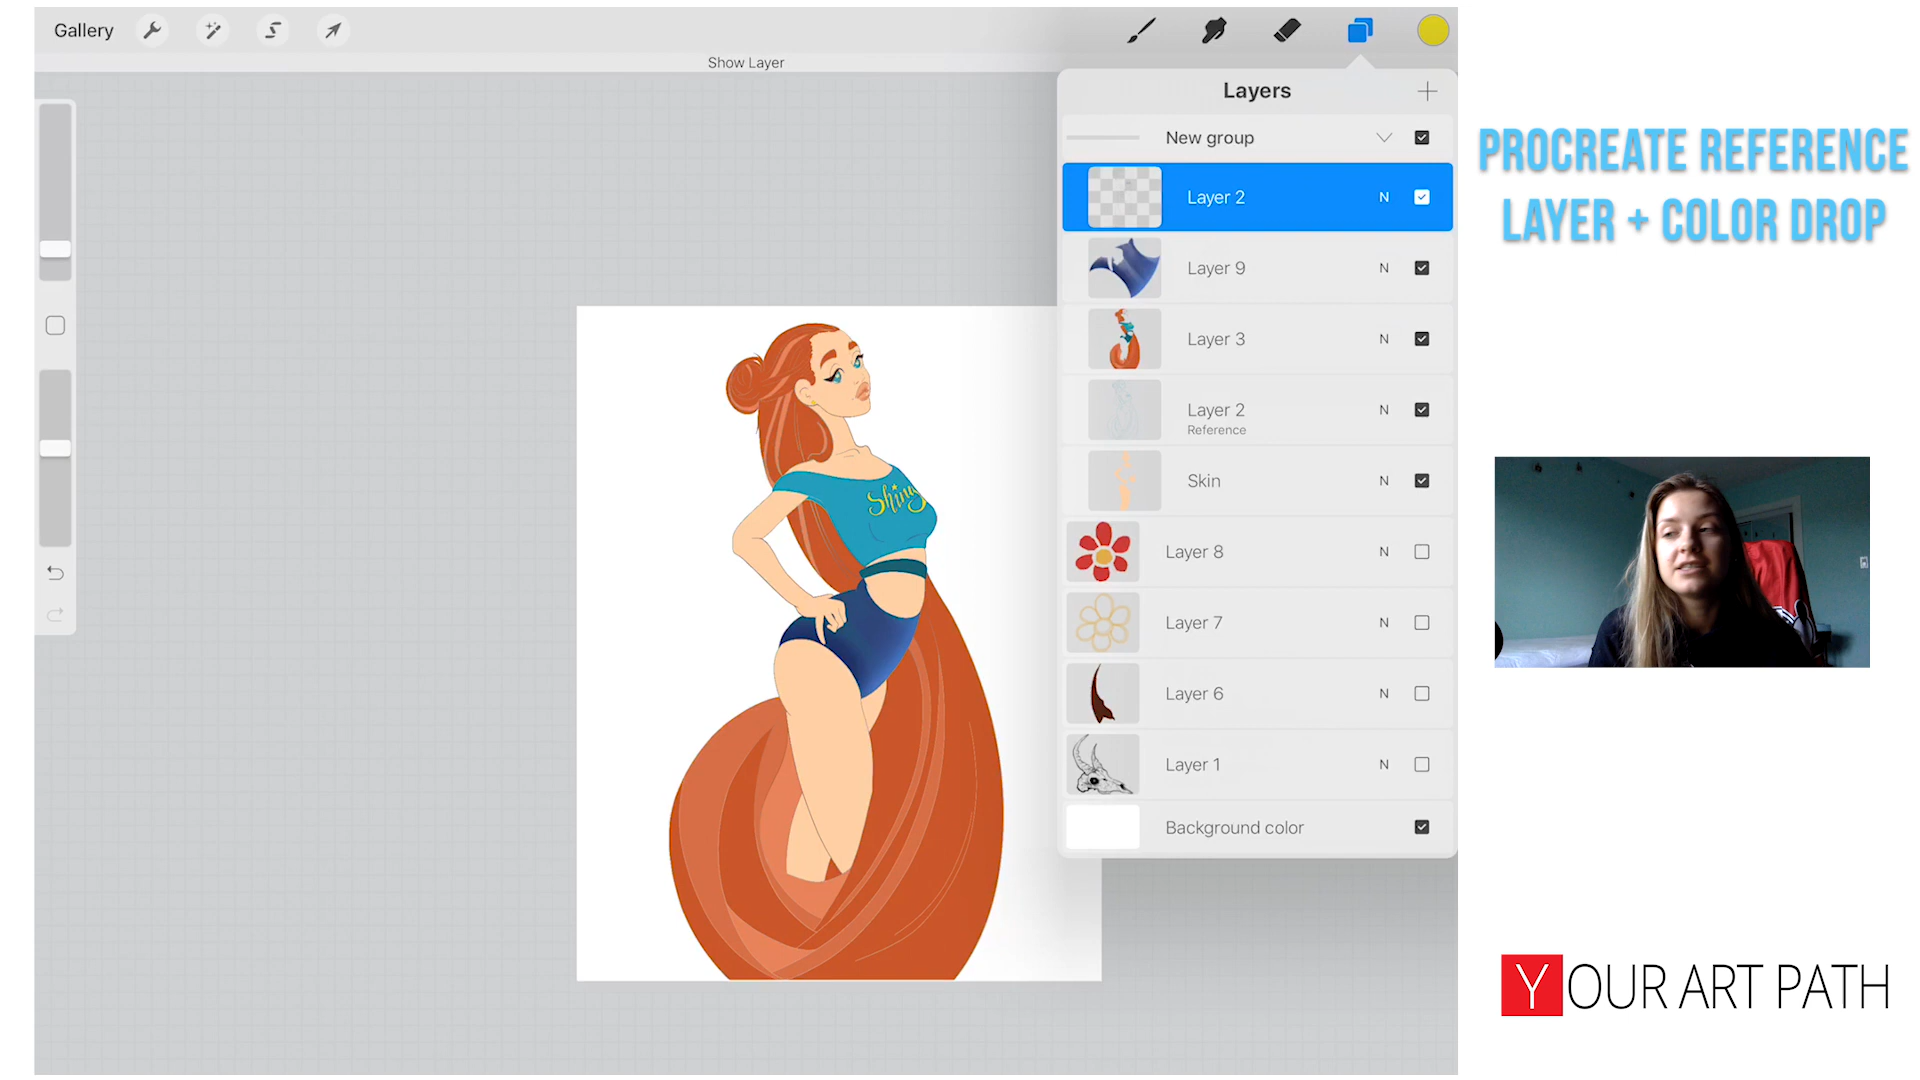 Gallery
Show Layer
Layers
New group
Layer 2
N
Layer 9
N
Layer 3
N
Layer 2
N
Reference
Skin
N
Layer 8
N
Layer 7
N
Layer 6
N
Layer 1
N
Background color
Shiny
PROCREATE REFERENCE
LAYER + COLOR DROP
YOUR ART PATH